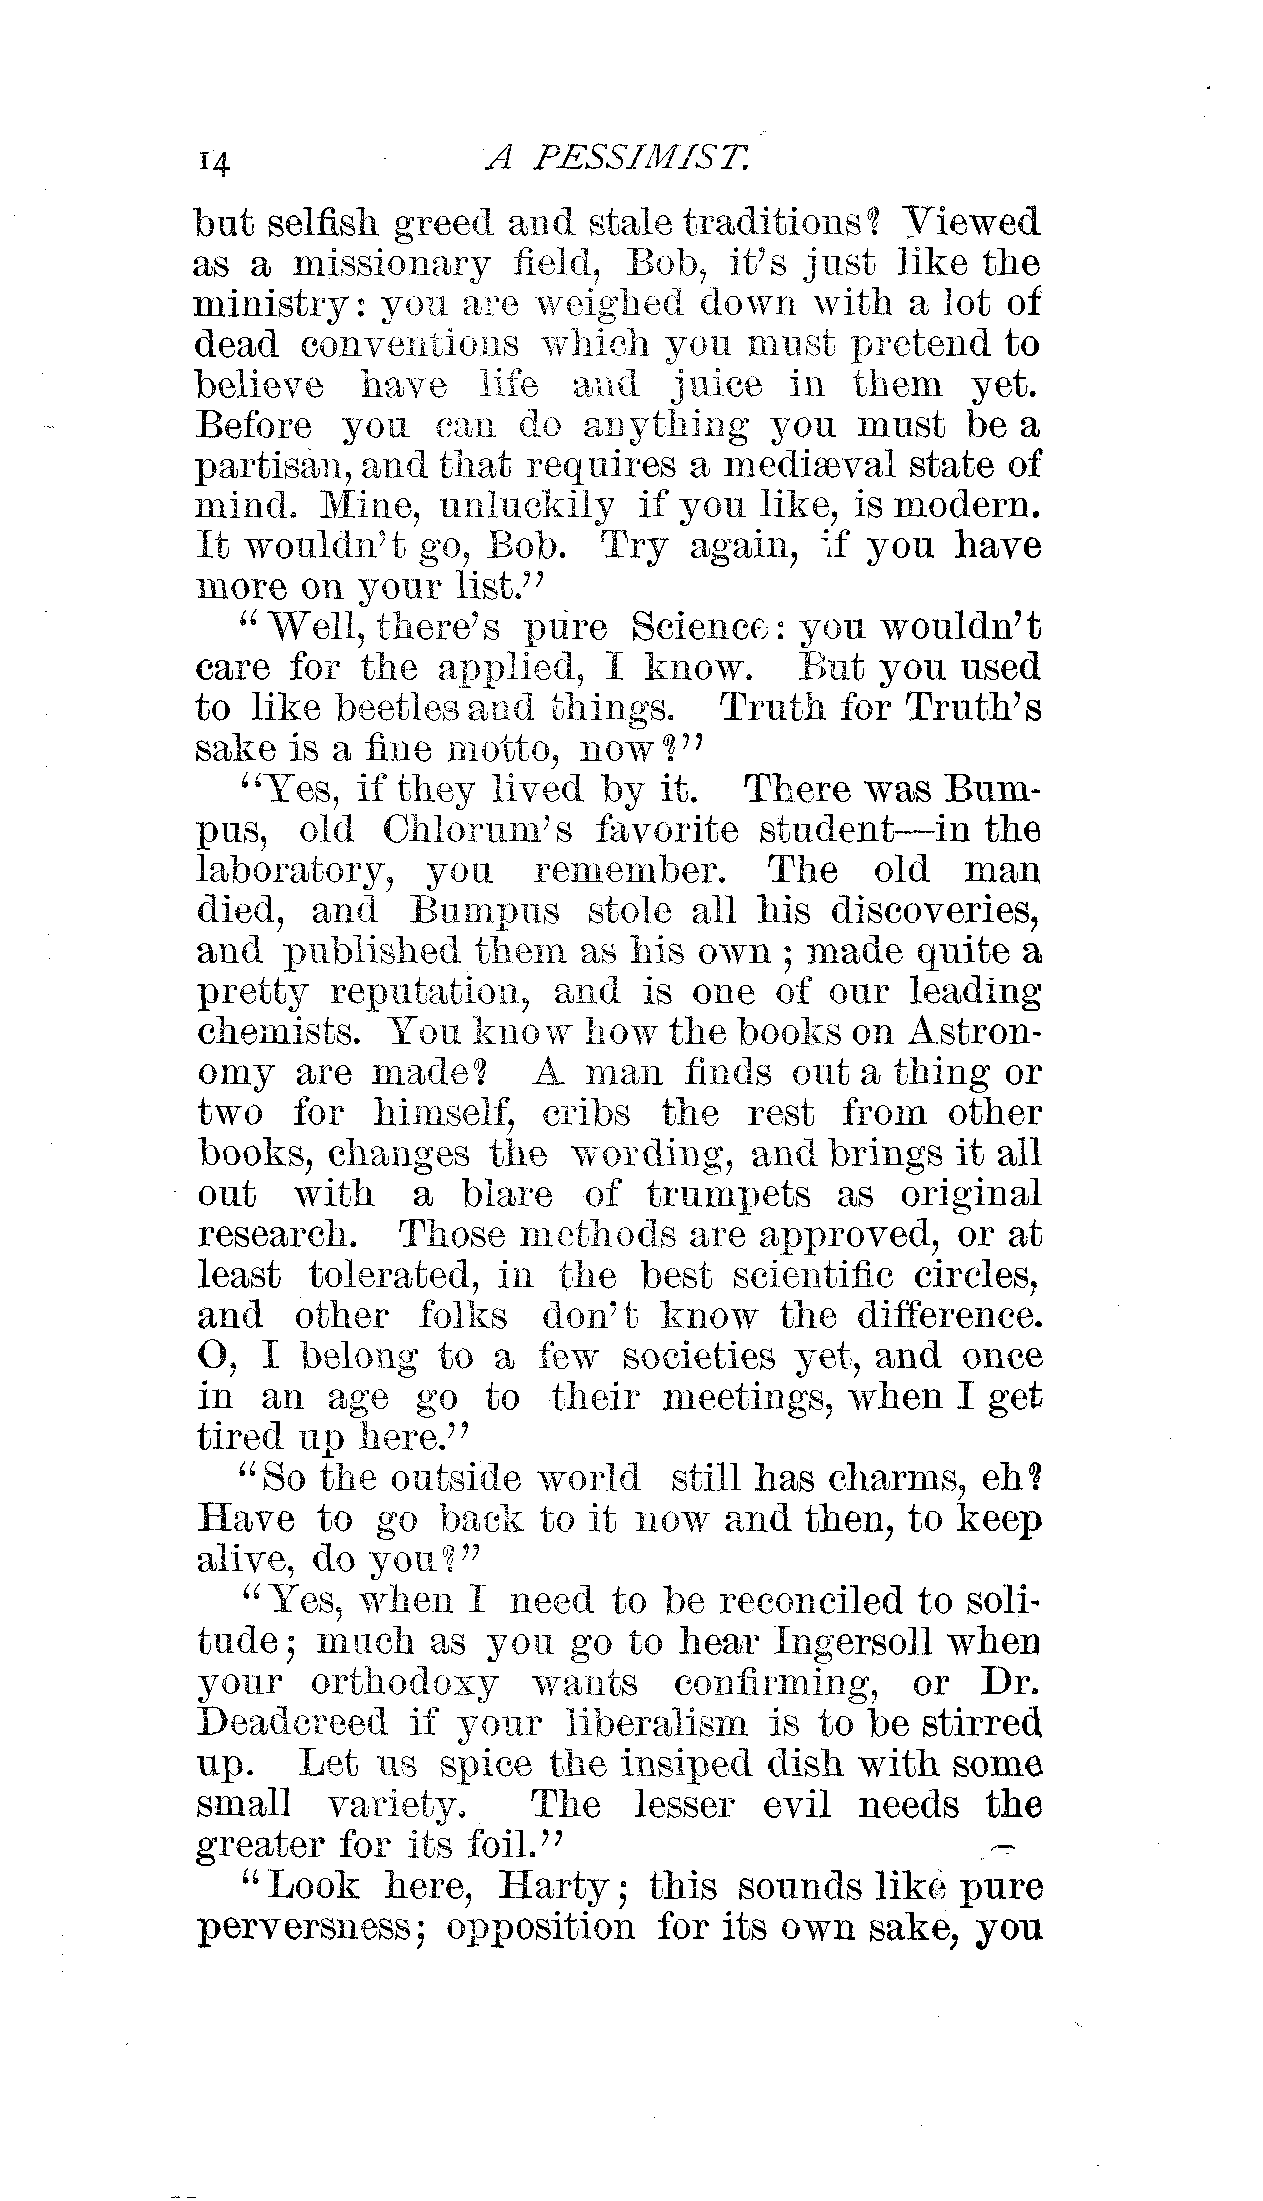 14 A PESSIMIST.
but selfish greed and stale traditions? Viewed
as a missionary field, Bob, it's just like the
ministry: you are weighed down with a lot of
dead conventions which you must pretend to
believe have life and juice in them yet.
Before you can do anything you must be a
partisan, and that requires a mediæval state of
mind. Mine, unluckily if you like, is modern.
It wouldn't go, Bob. Try again, if you have
more on your list."
"Well, there's pure Science: you wouldn't
care for the applied, I know. But you used
to like beetles and things. Truth for Truth's
sake is a fine motto, now?"
"Yes, if they lived by it. There was Bum-
pus, old Chlorum's favorite student—in the
laboratory, you remember. The old man
died, and Bumpus stole all his discoveries,
and published them as his own; made quite a
pretty reputation, and is one of our leading
chemists. You know how the books on Astron-
omy are made? A man finds out a thing or
two for himself, cribs the rest from other
books, changes the wording, and brings it all
out with a blare of trumpets as original
research. Those methods are approved, or at
least tolerated, in the best scientific circles,
and other folks don't know the difference.
O, I belong to a few societies yet, and once
in an age go to their meetings, when I get
tired up here."
"So the outside world still has charms, eh?
Have to go back to it now and then, to keep
alive, do you?"
"Yes, when I need to be reconciled to soli-
tude; much as you go to hear Ingersoll when
your orthodoxy wants confirming, or Dr.
Deadcreed if your liberalism is to be stirred
up. Let us spice the insiped dish with some
small variety. The lesser evil needs the
greater for its foil."
"Look here, Harty; this sounds like pure
perversness; opposition for its own sake, you